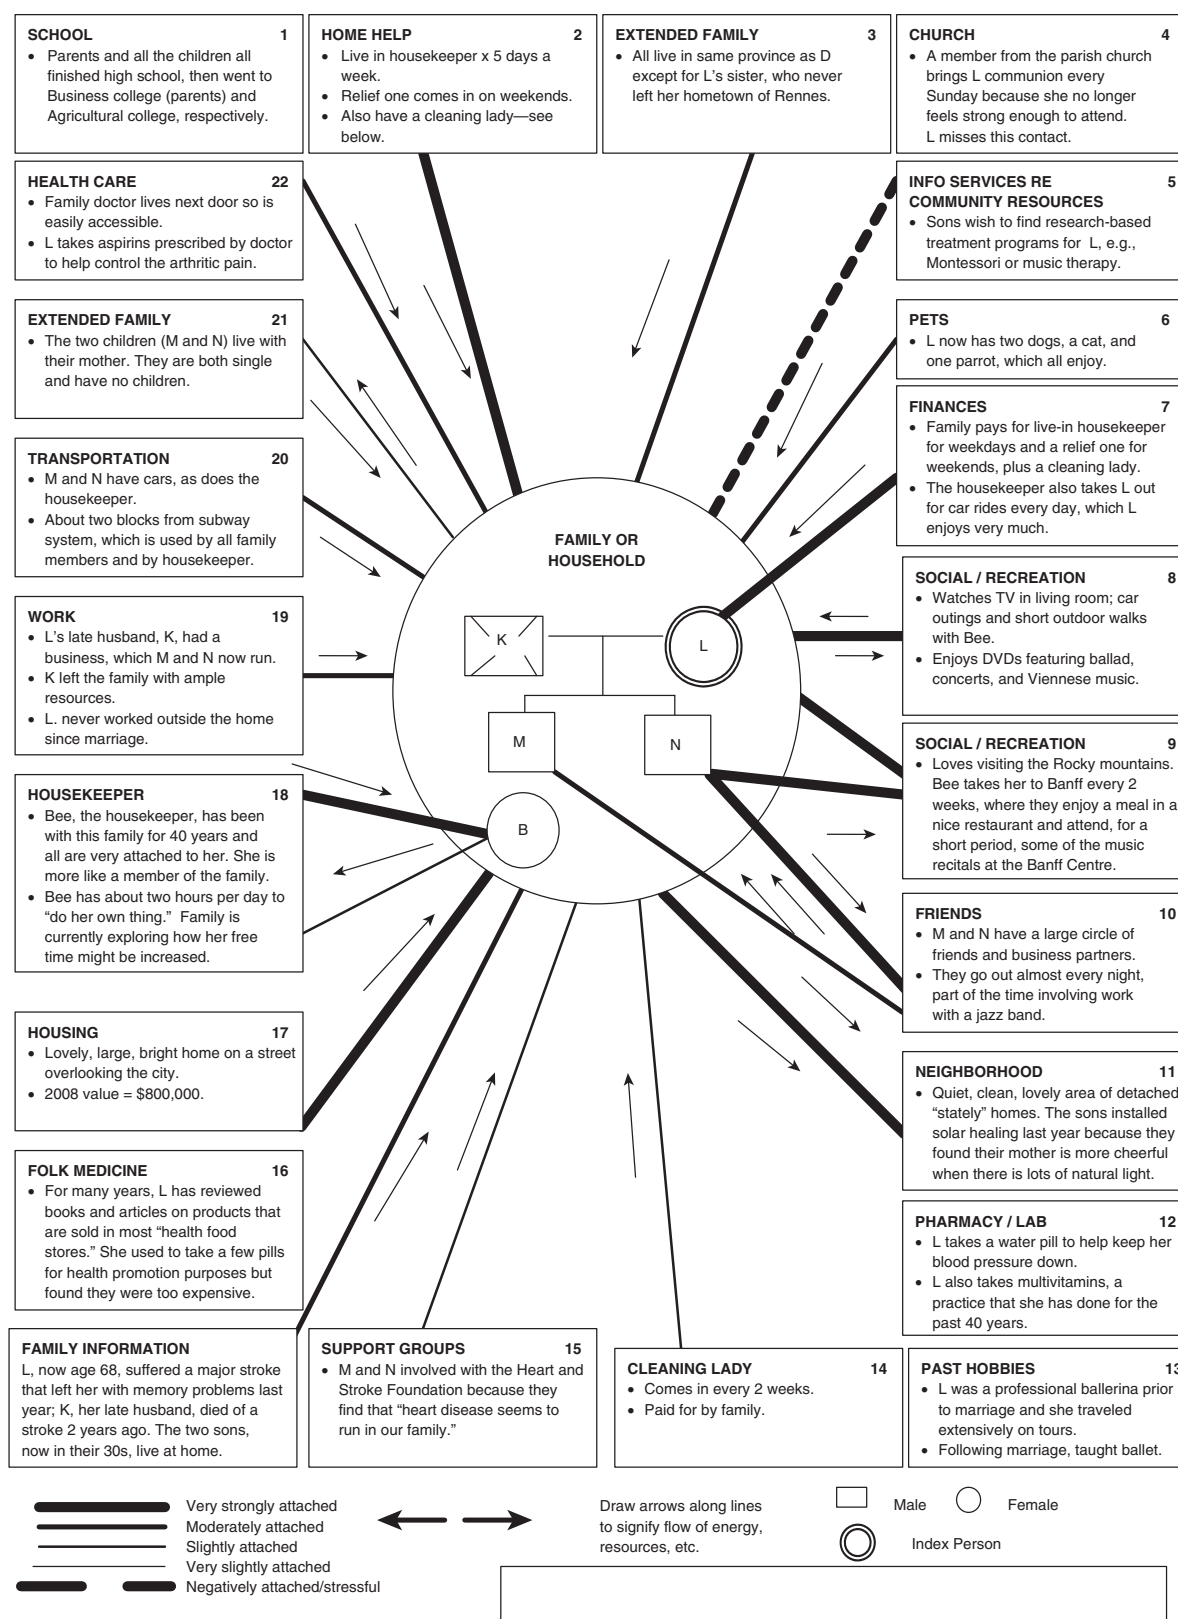 SCHOOL 1
• Parents and all the children all
finished high school, then went to
Business college (parents) and
Agricultural college, respectively.
HOME HELP 2
• Live in housekeeper x 5 days a
week.
• Relief one comes in on weekends.
• Also have a cleaning lady—see
below.
EXTENDED FAMILY 3
• All live in same province as D
except for L's sister, who never
left her hometown of Rennes.
CHURCH 4
• A member from the parish church
brings L communion every
Sunday because she no longer
feels strong enough to attend.
L misses this contact.
HEALTH CARE 22
• Family doctor lives next door so is
easily accessible.
• L takes aspirins prescribed by doctor
to help control the arthritic pain.
INFO SERVICES RE 5
COMMUNITY RESOURCES
• Sons wish to find research-based
treatment programs for L, e.g.,
Montessori or music therapy.
EXTENDED FAMILY 21
• The two children (M and N) live with
their mother. They are both single
and have no children.
PETS 6
• L now has two dogs, a cat, and
one parrot, which all enjoy.
FINANCES 7
• Family pays for live-in housekeeper
for weekdays and a relief one for
weekends, plus a cleaning lady.
• The housekeeper also takes L out
for car rides every day, which L
enjoys very much.
TRANSPORTATION 20
• M and N have cars, as does the
housekeeper.
• About two blocks from subway
system, which is used by all family
members and by housekeeper.
FAMILY OR
HOUSEHOLD
K
L
M
N
B
SOCIAL / RECREATION 8
• Watches TV in living room; car
outings and short outdoor walks
with Bee.
• Enjoys DVDs featuring ballad,
concerts, and Viennese music.
WORK 19
• L's late husband, K, had a
business, which M and N now run.
• K left the family with ample
resources.
• L. never worked outside the home
since marriage.
SOCIAL / RECREATION 9
• Loves visiting the Rocky mountains.
Bee takes her to Banff every 2
weeks, where they enjoy a meal in a
nice restaurant and attend, for a
short period, some of the music
recitals at the Banff Centre.
HOUSEKEEPER 18
• Bee, the housekeeper, has been
with this family for 40 years and
all are very attached to her. She is
more like a member of the family.
• Bee has about two hours per day to
“do her own thing.” Family is
currently exploring how her free
time might be increased.
FRIENDS 10
• M and N have a large circle of
friends and business partners.
• They go out almost every night,
part of the time involving work
with a jazz band.
HOUSING 17
• Lovely, large, bright home on a street
overlooking the city.
• 2008 value = $800,000.
NEIGHBORHOOD 11
• Quiet, clean, lovely area of detached
“stately” homes. The sons installed
solar healing last year because they
found their mother is more cheerful
when there is lots of natural light.
FOLK MEDICINE 16
• For many years, L has reviewed
books and articles on products that
are sold in most “health food
stores.” She used to take a few pills
for health promotion purposes but
found they were too expensive.
PHARMACY / LAB 12
• L takes a water pill to help keep her
blood pressure down.
• L also takes multivitamins, a
practice that she has done for the
past 40 years.
FAMILY INFORMATION
L, now age 68, suffered a major stroke
that left her with memory problems last
year; K, her late husband, died of a
stroke 2 years ago. The two sons,
now in their 30s, live at home.
SUPPORT GROUPS 15
• M and N involved with the Heart and
Stroke Foundation because they
find that “heart disease seems to
run in our family.”
CLEANING LADY 14
• Comes in every 2 weeks.
• Paid for by family.
PAST HOBBIES 13
• L was a professional ballerina prior
to marriage and she traveled
extensively on tours.
• Following marriage, taught ballet.
Very strongly attached
Moderately attached
Slightly attached
Very slightly attached
Negatively attached/stressful
Draw arrows along lines
to signify flow of energy,
resources, etc.
Male
Female
Index Person